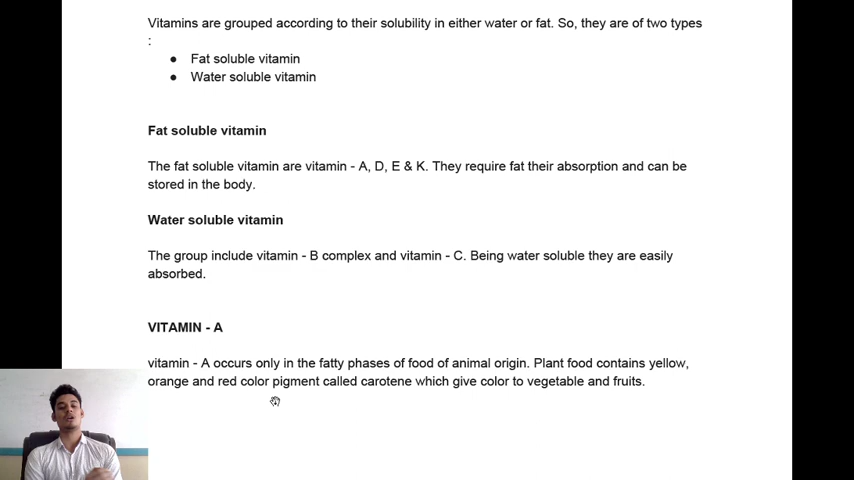 Vitamins are grouped according to their solubility in either water or fat. So, they are of two types
:
● Fat soluble vitamin
● Water soluble vitamin
Fat soluble vitamin
The fat soluble vitamin are vitamin - A, D, E & K. They require fat their absorption and can be
stored in the body.
Water soluble vitamin
The group include vitamin - B complex and vitamin - C. Being water soluble they are easily
absorbed.
VITAMIN - A
vitamin - A occurs only in the fatty phases of food of animal origin. Plant food contains yellow,
orange and red color pigment called carotene which give color to vegetable and fruits.